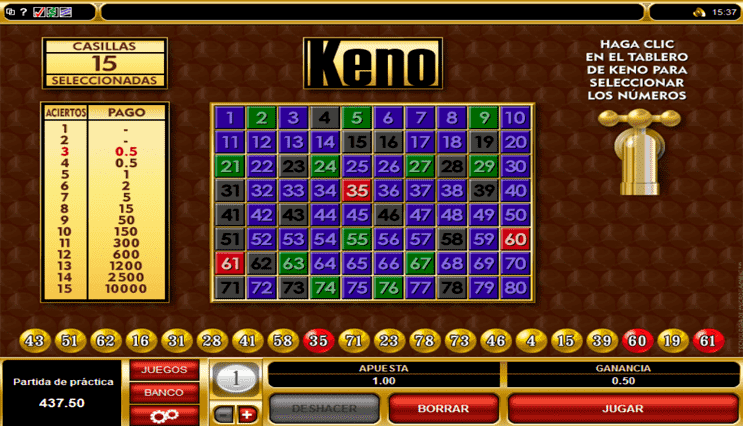 15:37
CASILLAS
15
SELECCIONADAS
Keno
HAGA CLIC
EN EL TABLERO
DE KENO PARA
SELECCIONAR
LOS NÚMEROS
ACIERTOS PAGO
1 -
2 -
3 0.5
4 0.5
5 1
6 2
7 5
8 15
9 50
10 150
11 300
12 600
13 1200
14 2500
15 10000
1 2 3 4 5 6 7 8 9 10
11 12 13 14 15 16 17 18 19 20
21 22 23 24 25 26 27 28 29 30
31 32 33 34 35 36 37 38 39 40
41 42 43 44 45 46 47 48 49 50
51 52 53 54 55 56 57 58 59 60
61 62 63 64 65 66 67 68 69 70
71 72 73 74 75 76 77 78 79 80
43 51 62 16 31 28 41 58 35 71 23 78 73 46 4 15 39 60 19 61
Partida de práctica
437.50
JUEGOS
BANCO
1
APUESTA
1.00
GANANCIA
0.50
DESHACER
BORRAR
JUGAR